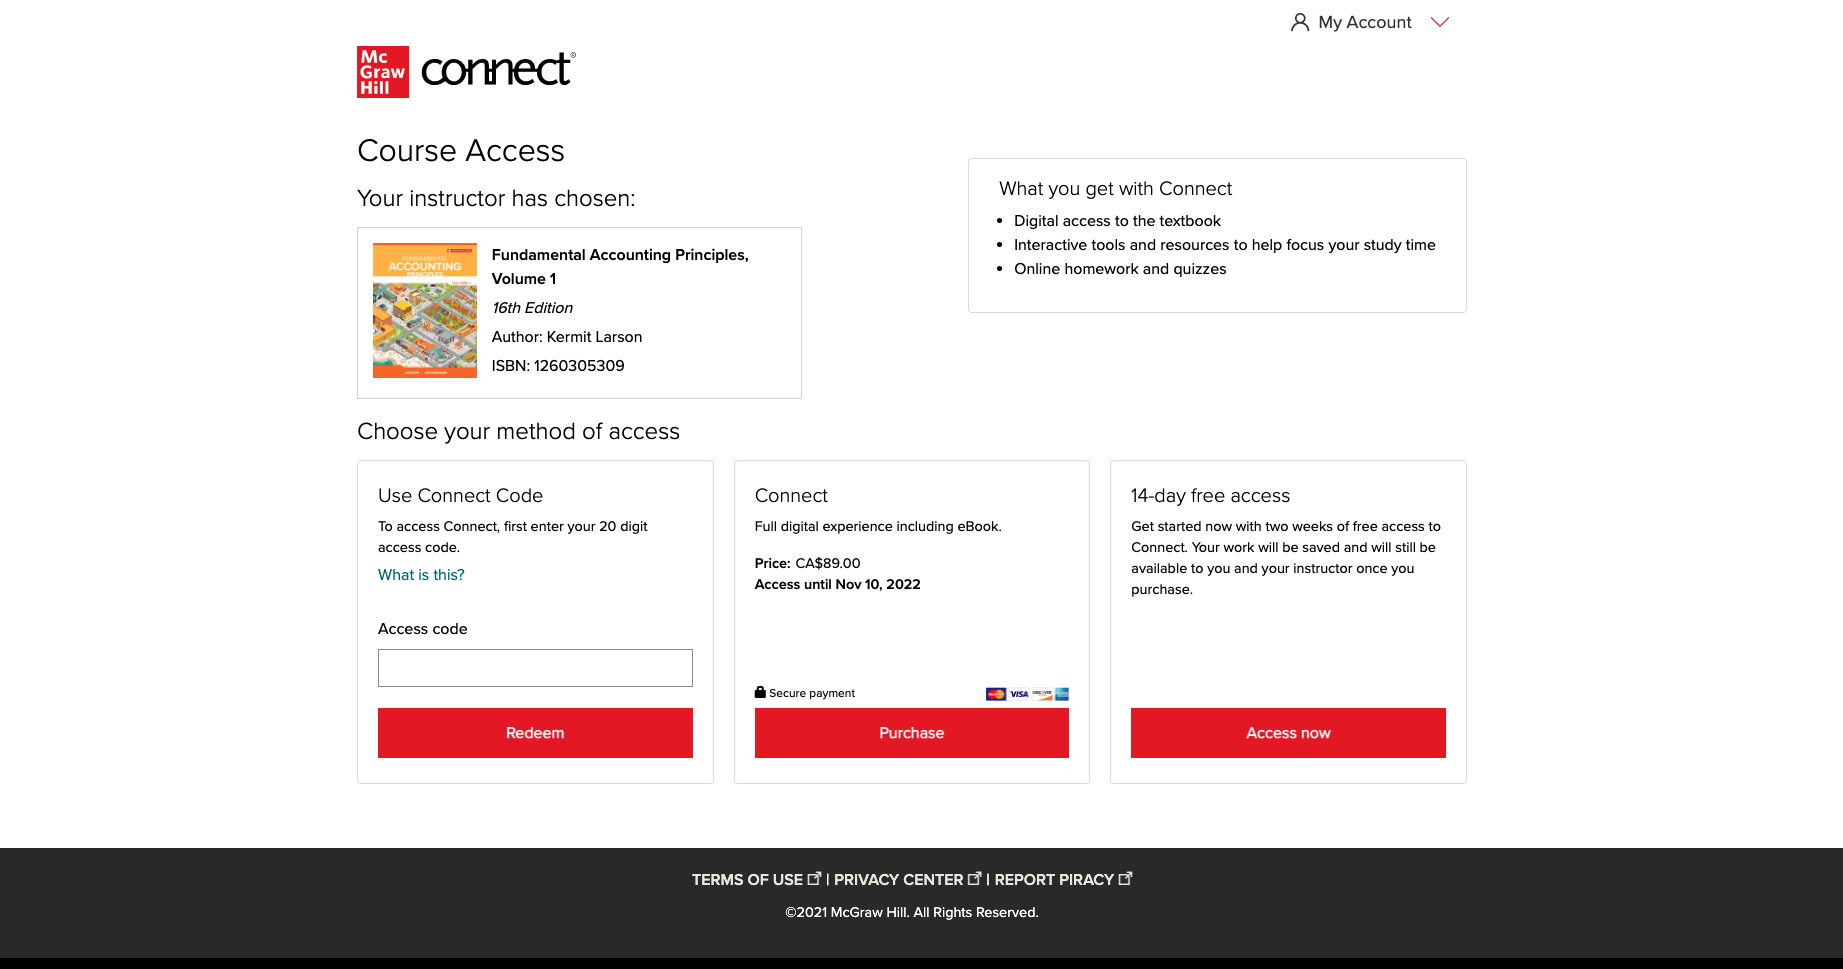 My Account
Mc
Graw
Hill
connect®
Course Access
Your instructor has chosen:
FUNDAMENTAL
ACCOUNTING
PRINCIPLES
VOLUME 1
Fundamental Accounting Principles,
Volume 1
16th Edition
Author: Kermit Larson
ISBN: 1260305309
What you get with Connect
• Digital access to the textbook
• Interactive tools and resources to help focus your study time
• Online homework and quizzes
Choose your method of access
Use Connect Code
To access Connect, first enter your 20 digit
access code.
What is this?
Access code
Redeem
Connect
Full digital experience including eBook.
Price: CA$89.00
Access until Nov 10, 2022
Secure payment
VISA
DISCOVER
Purchase
14-day free access
Get started now with two weeks of free access to
Connect. Your work will be saved and will still be
available to you and your instructor once you
purchase.
Access now
TERMS OF USE | PRIVACY CENTER | REPORT PIRACY
©2021 McGraw Hill. All Rights Reserved.